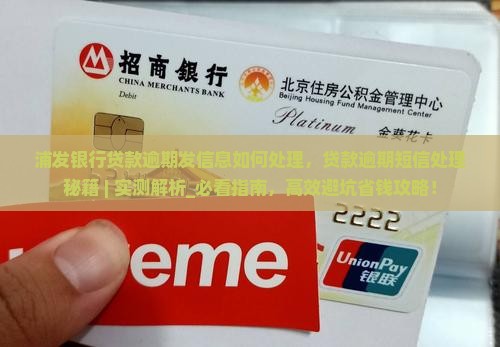 招商银行
CHINA MERCHANTS BANK
Debit
北京住房公积金管理中心
Beijing Housing Fund Management Center
Platinum
金葵花卡
浦发银行贷款逾期发信息如何处理，贷款逾期短信处理
秘籍 | 实测解析_必看指南，高效避坑省钱攻略！
2222
reme
UnionPay
银联